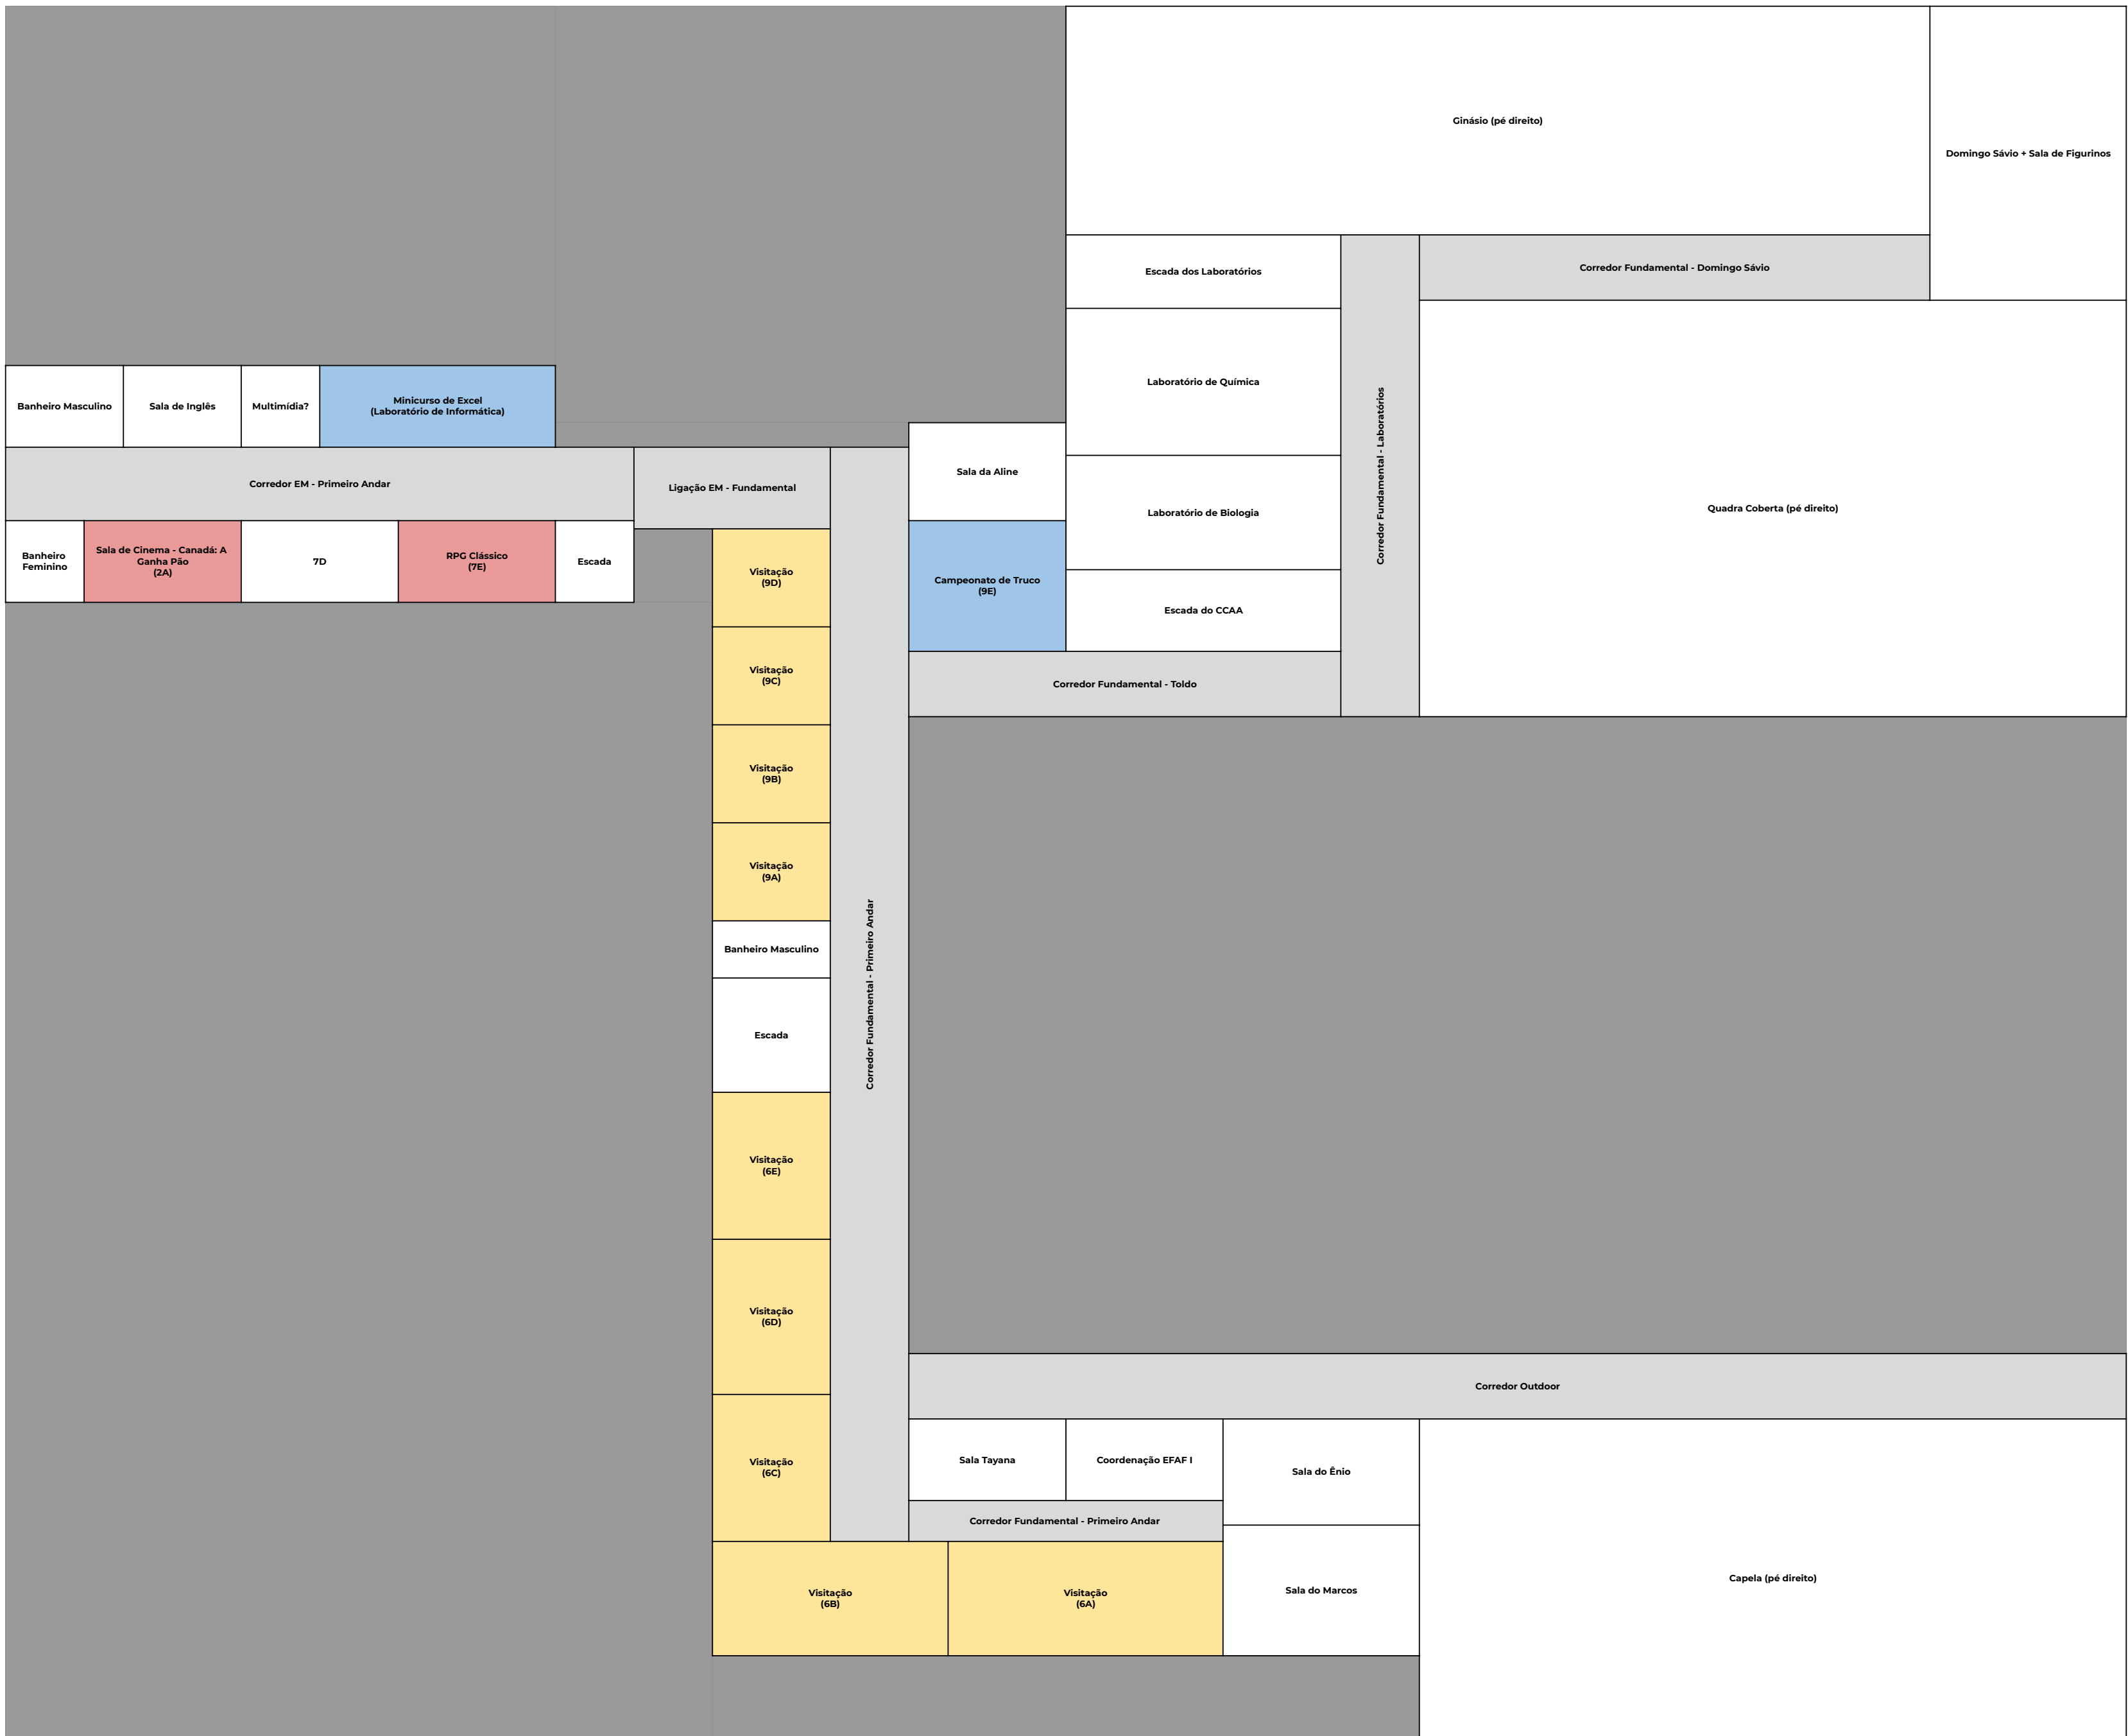 Ginásio (pé direito)
Domingo Sávio + Sala de Figurinos
Escada dos Laboratórios
Corredor Fundamental - Domingo Sávio
Laboratório de Química
Corredor Fundamental - Laboratórios
Quadra Coberta (pé direito)
Banheiro Masculino
Sala de Inglês
Multimídia?
Minicurso de Excel
(Laboratório de Informática)
Corredor EM - Primeiro Andar
Ligação EM - Fundamental
Sala da Aline
Laboratório de Biologia
Banheiro
Feminino
Sala de Cinema - Canadá: A
Ganha Pão
(2A)
7D
RPG Clássico
(7E)
Escada
Visitação
(9D)
Campeonato de Truco
(9E)
Escada do CCAA
Visitação
(9C)
Corredor Fundamental - Toldo
Visitação
(9B)
Visitação
(9A)
Banheiro Masculino
Corredor Fundamental - Primeiro Andar
Escada
Visitação
(6E)
Visitação
(6D)
Corredor Outdoor
Visitação
(6C)
Sala Tayana
Coordenação EFAF I
Sala do Ênio
Corredor Fundamental - Primeiro Andar
Visitação
(6B)
Visitação
(6A)
Sala do Marcos
Capela (pé direito)